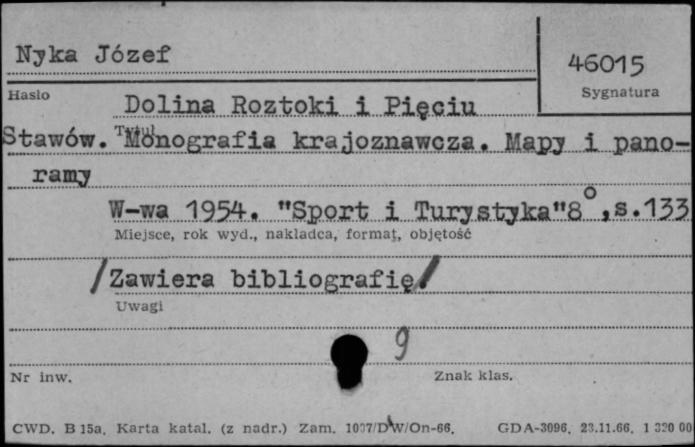 Nyka Józef
46015
Hasło
Sygnatura
Dolina Roztoki i Pięciu
Stawów. Tytuł Monografia krajoznawcza. Mapy i pano-
ramy
W-wa 1954. "Sport i Turystyka" 8°, s.133
Miejsce, rok wyd., nakładca, format, objętość
/Zawiera bibliografię/
Uwagi
9
Nr inw.
Znak klas.
CWD. B 15a. Karta katal. (z nadr.) Zam. 1037/DW/On-66. GDA-3096. 23.11.66. 1 320 00